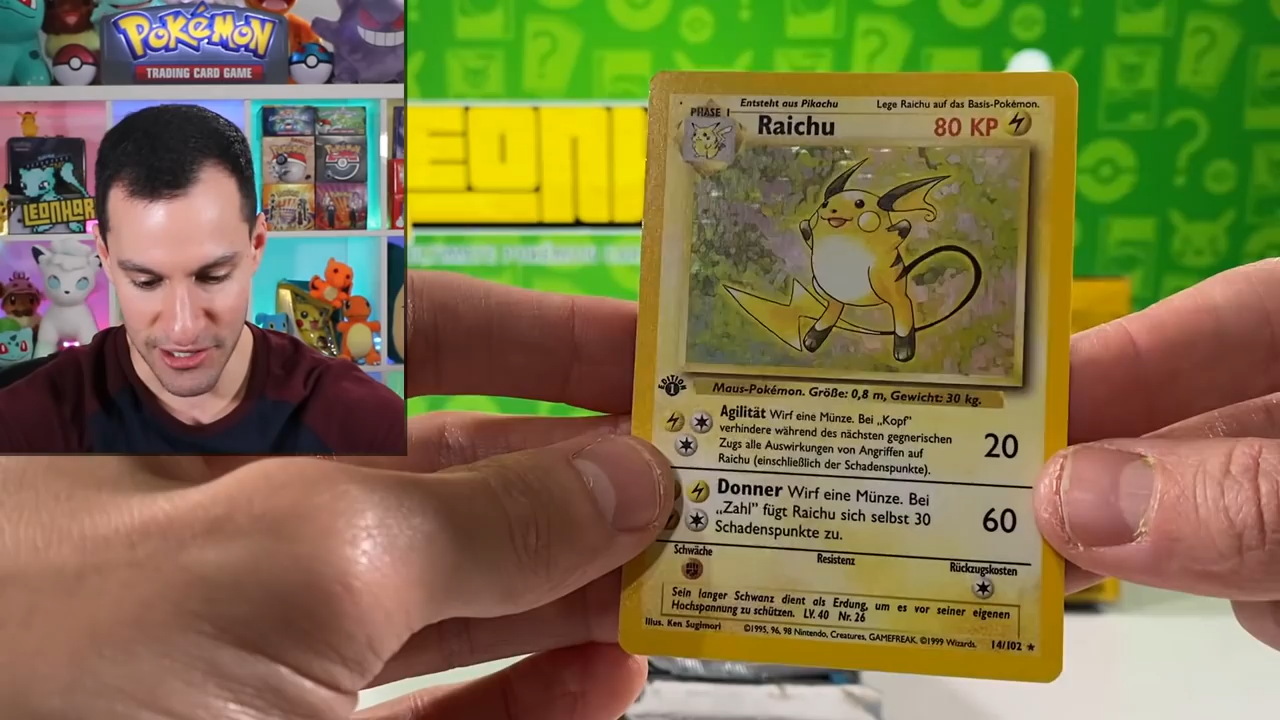 Pokémon
TRADING CARD GAME
LEONHAR
LEONH
PHASE 1
Entsteht aus Pikachu
Lege Raichu auf das Basis-Pokémon.
Raichu
80 KP
EDITION
1
Maus-Pokémon. Größe: 0,8 m, Gewicht: 30 kg.
Agilität Wirf eine Münze. Bei „Kopf"
verhindere während des nächsten gegnerischen
Zugs alle Auswirkungen von Angriffen auf
Raichu (einschließlich der Schadenspunkte).
20
Donner Wirf eine Münze. Bei
„Zahl" fügt Raichu sich selbst 30
Schadenspunkte zu.
60
Schwäche
Resistenz
Rückzugskosten
Sein langer Schwanz dient als Erdung, um es vor seiner eigenen
Hochspannung zu schützen. LV. 40 Nr. 26
Illus. Ken Sugimori
©1995, 96, 98 Nintendo, Creatures, GAMEFREAK. ©1999 Wizards.
14/102 ★